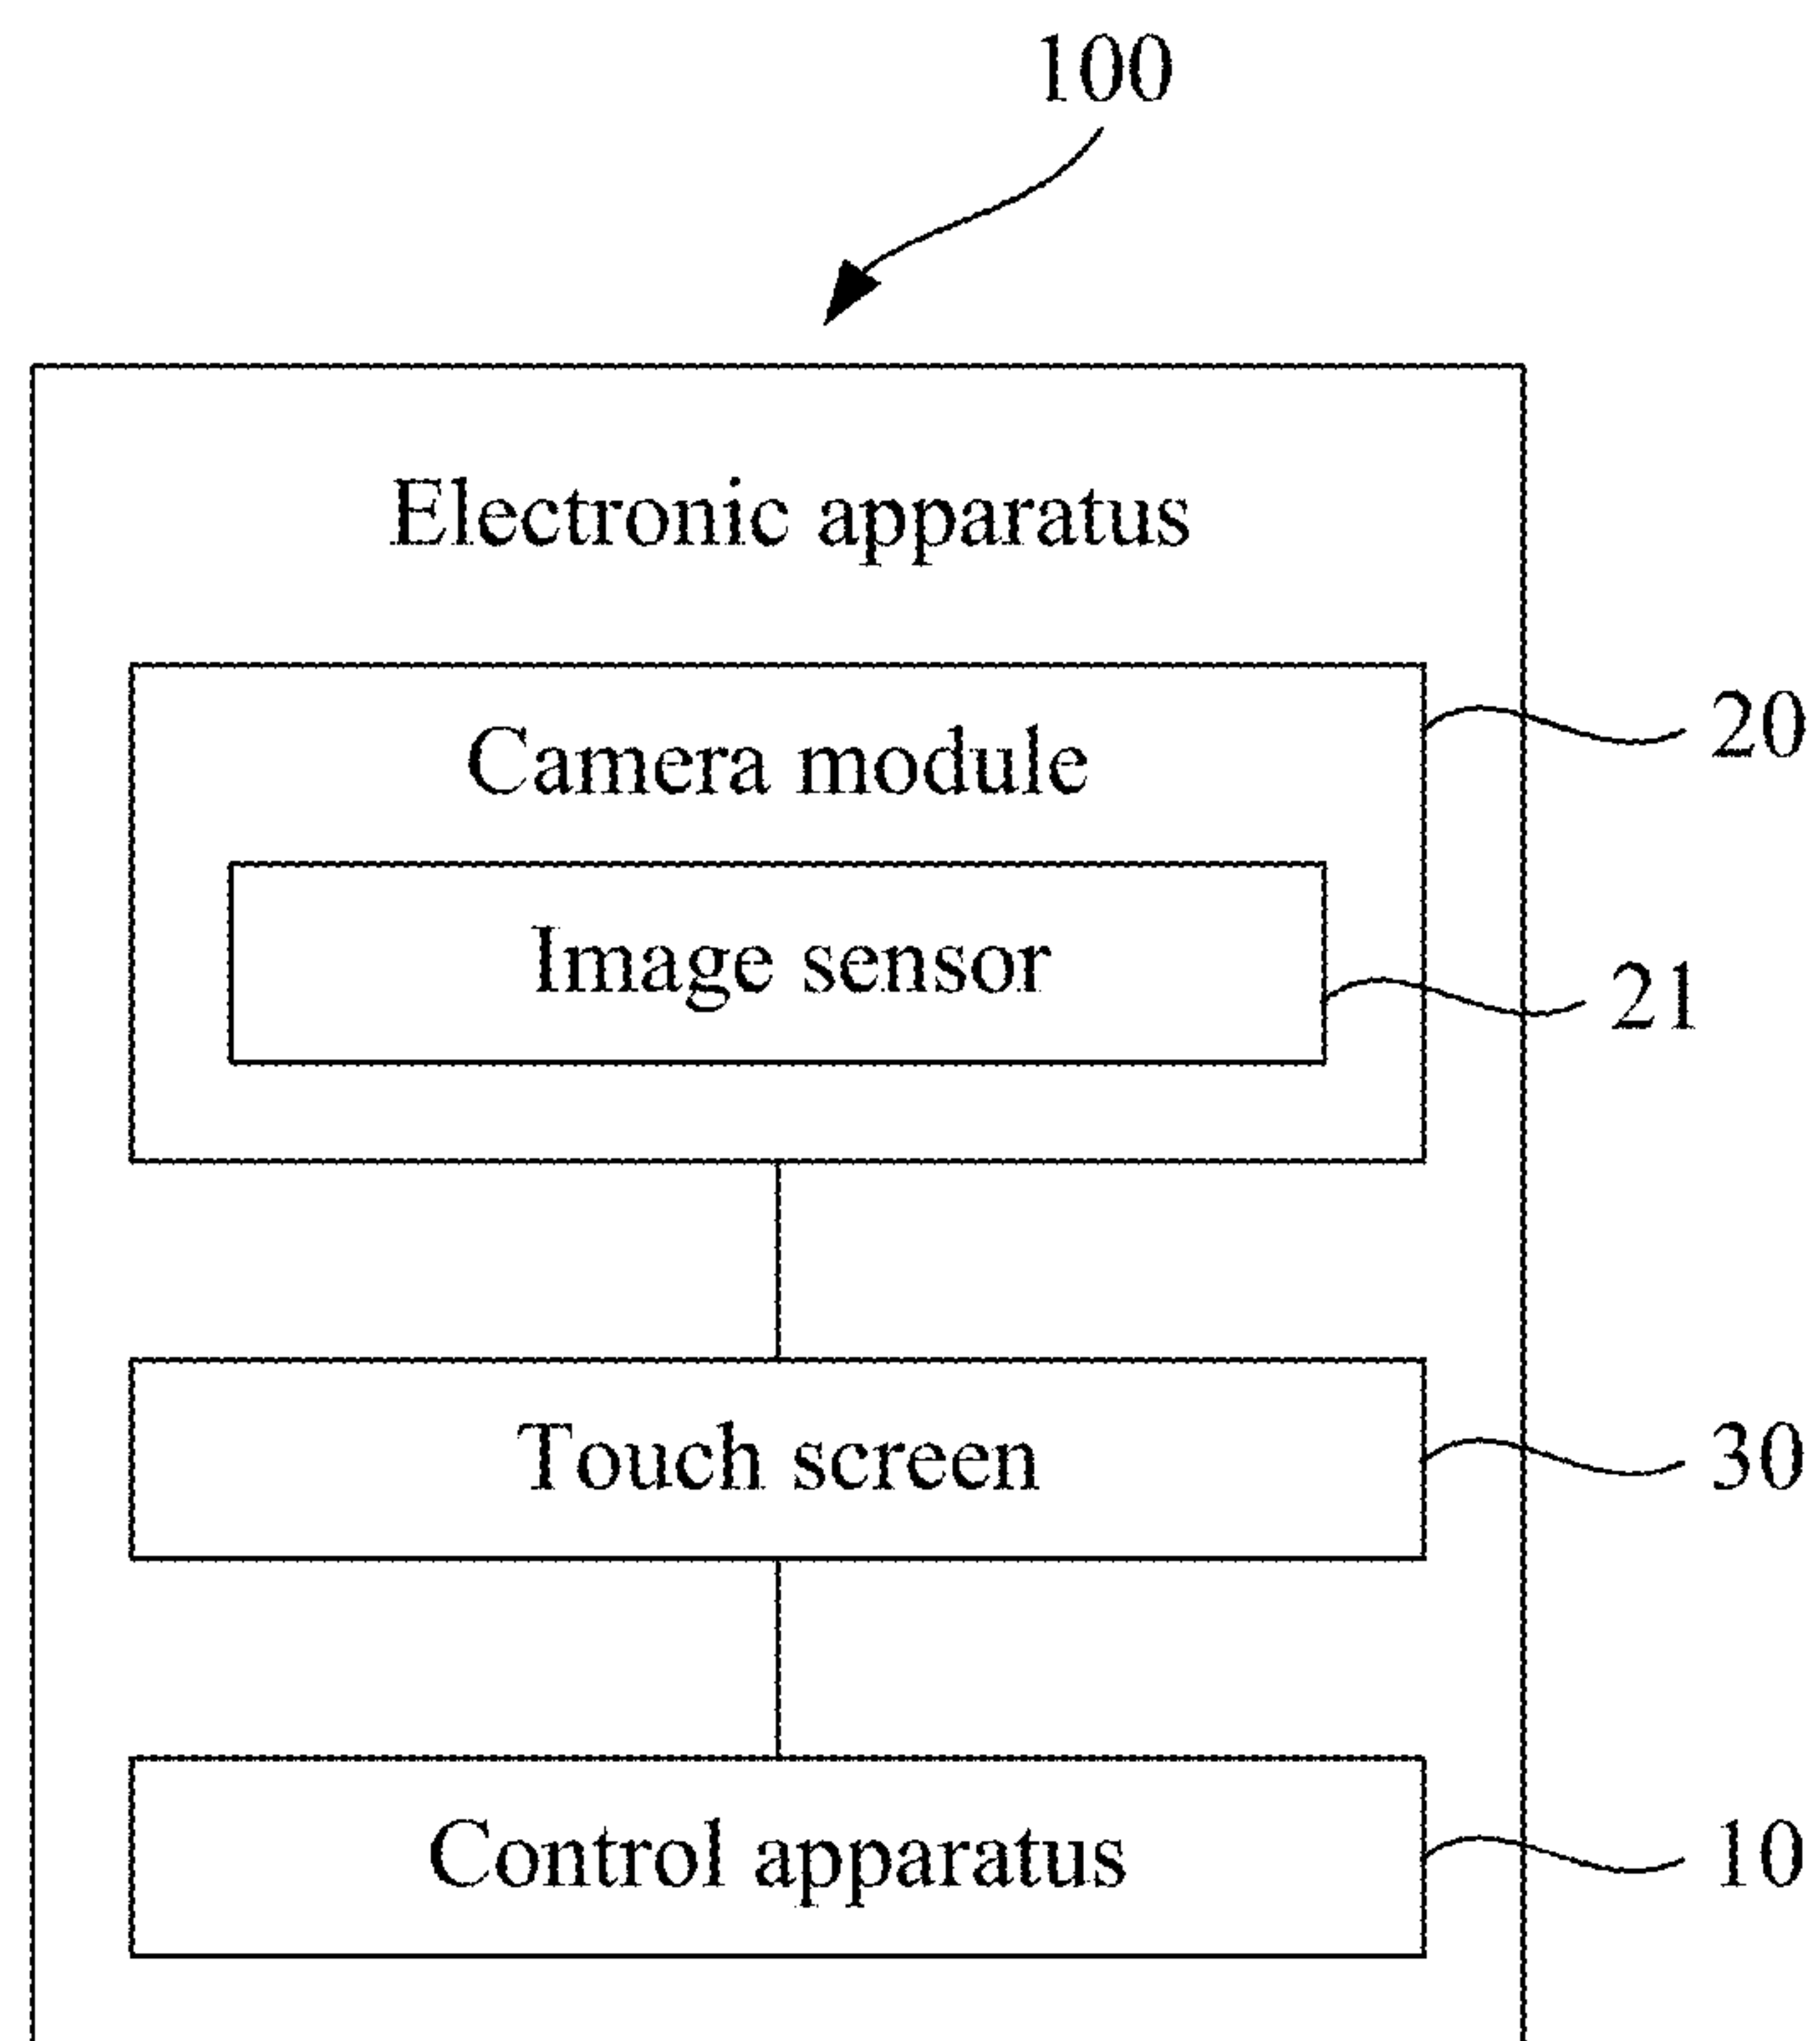 100
Electronic apparatus
Camera module
20
Image sensor
21
Touch screen
30
Control apparatus
10